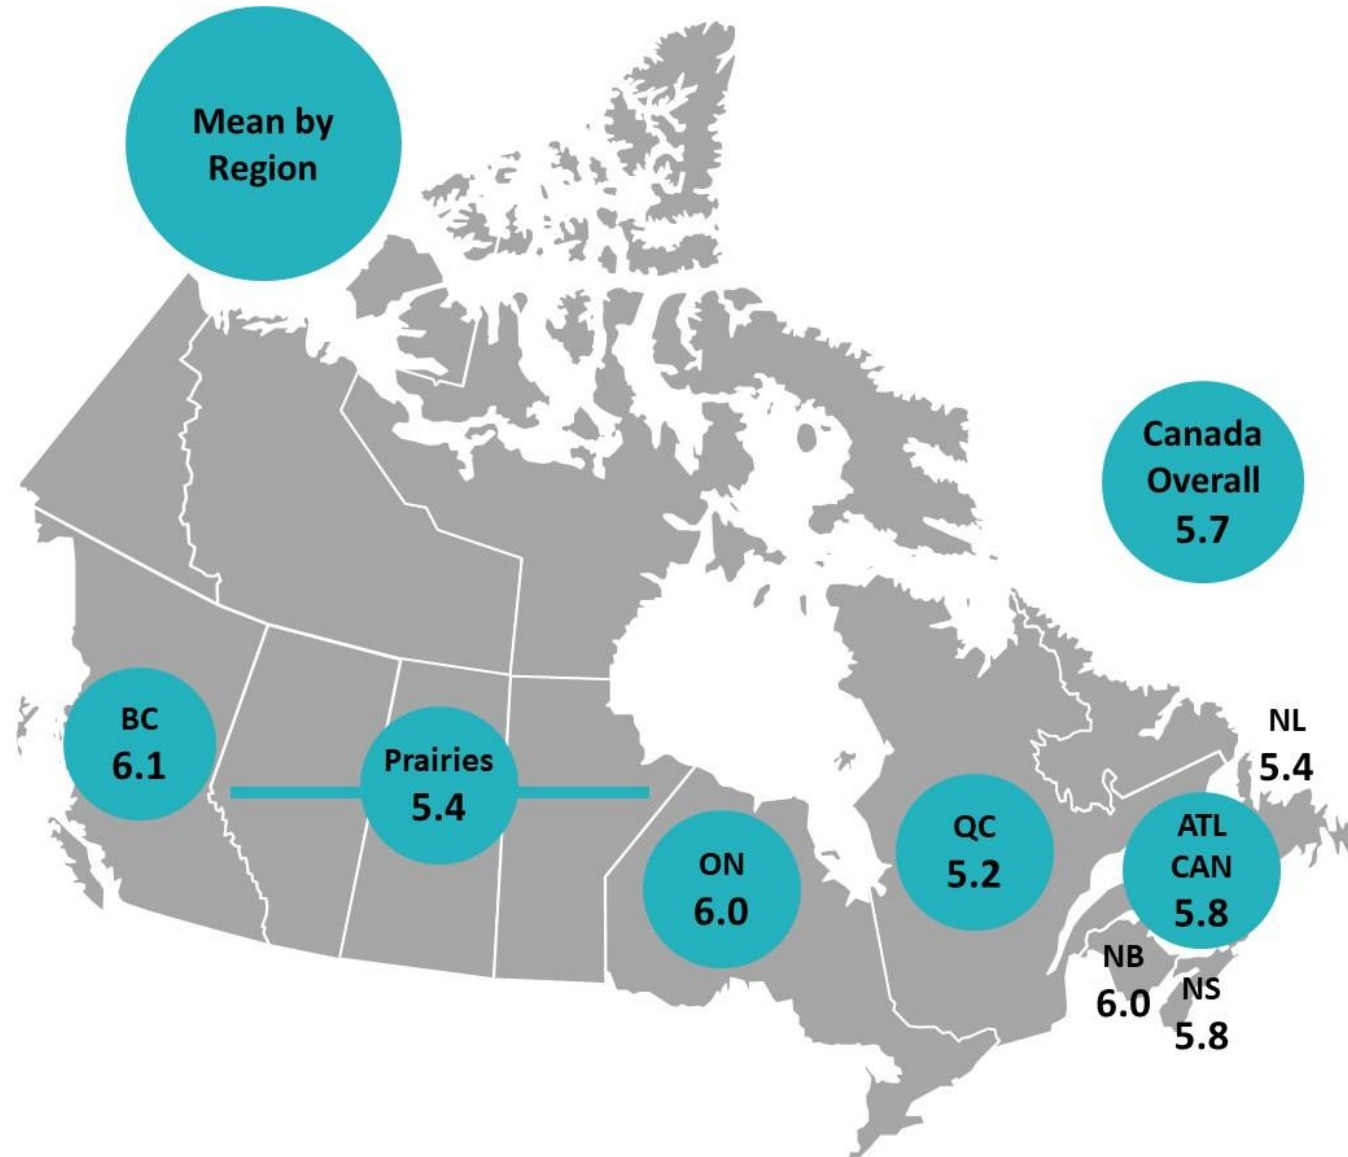 Mean by
Region
Canada
Overall
5.7
BC
6.1
Prairies
5.4
ON
6.0
QC
5.2
NL
5.4
ATL
CAN
5.8
NB
6.0
NS
5.8